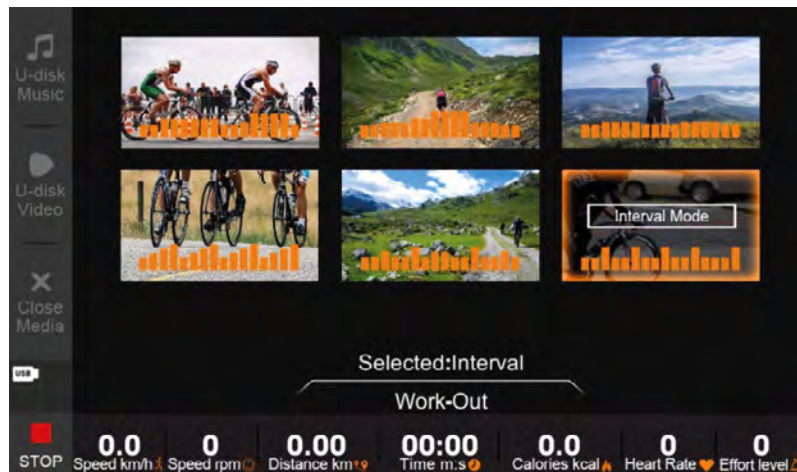 U-disk
Music
U-disk
Video
Close
Media
USB
STOP
Interval Mode
Selected:Interval
Work-Out
0.0
Speed km/h
0
Speed rpm
0.00
Distance km
00:00
Time m:s
0.0
Calories kcal
0
Heart Rate
0
Effort level